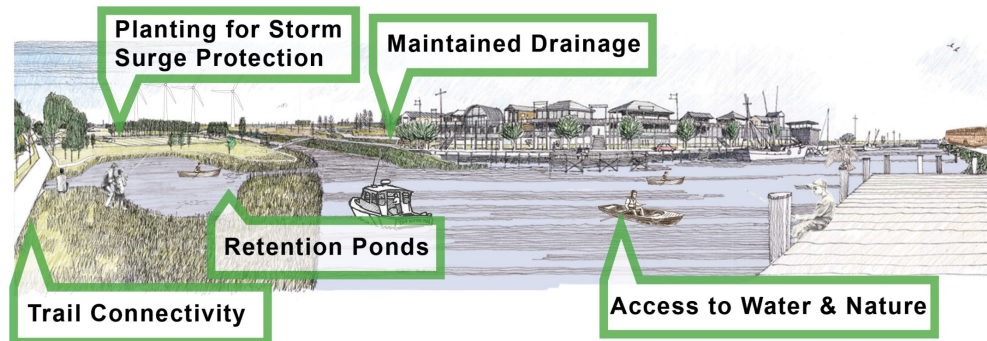 Planting for Storm
Surge Protection
Maintained Drainage
Retention Ponds
Trail Connectivity
Access to Water & Nature